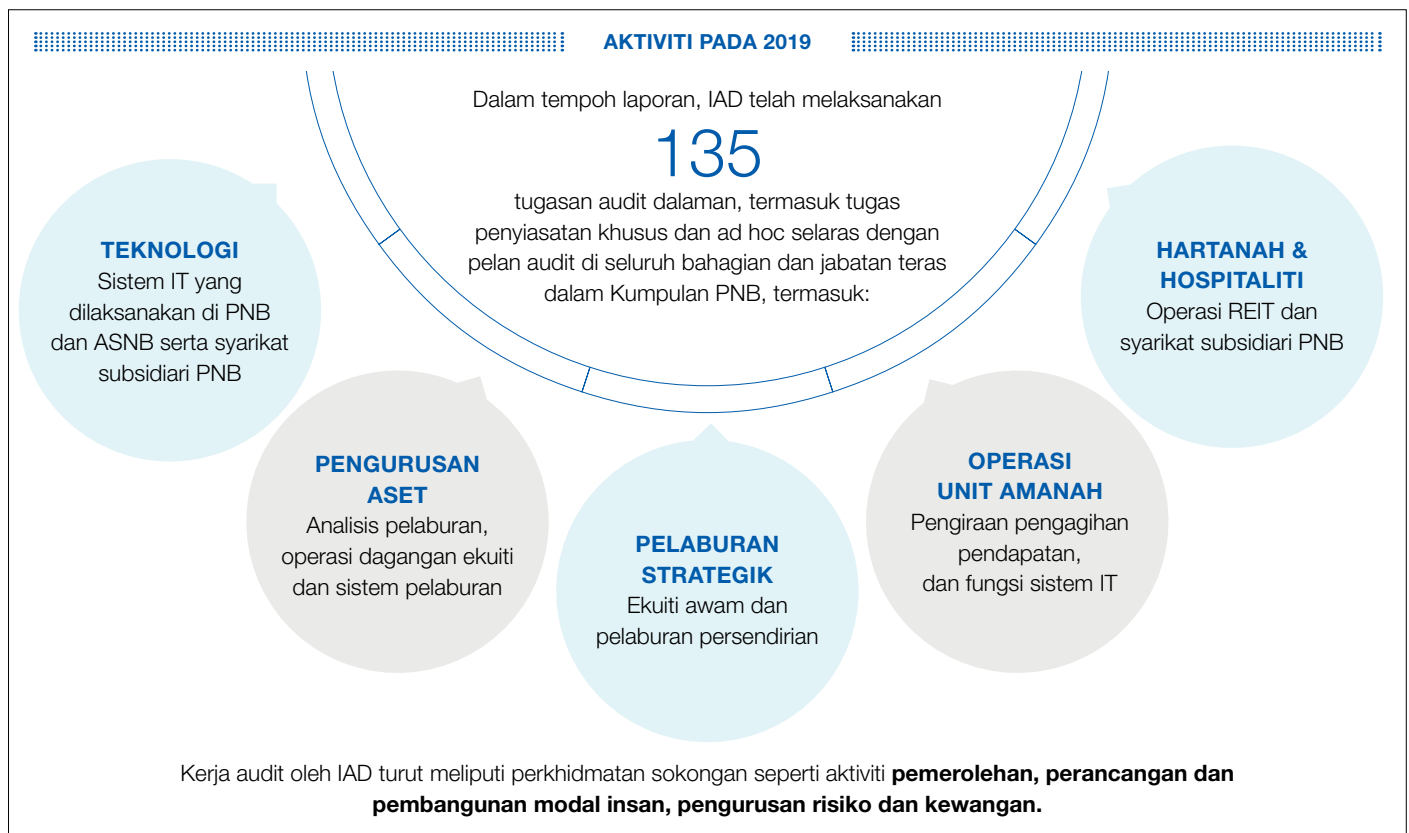 AKTIVITI PADA 2019
Dalam tempoh laporan, IAD telah melaksanakan
135
tugasan audit dalaman, termasuk tugas
penyiasatan khusus dan ad hoc selaras dengan
pelan audit di seluruh bahagian dan jabatan teras
dalam Kumpulan PNB, termasuk:
TEKNOLOGI
Sistem IT yang
dilaksanakan di PNB
dan ASNB serta syarikat
subsidiari PNB
PENGURUSAN
ASET
Analisis pelaburan,
operasi dagangan ekuiti
dan sistem pelaburan
PELABURAN
STRATEGIK
Ekuiti awam dan
pelaburan persendirian
OPERASI
UNIT AMANAH
Pengiraan pengagihan
pendapatan,
dan fungsi sistem IT
HARTANAH &
HOSPITALITI
Operasi REIT dan
syarikat subsidiari PNB
Kerja audit oleh IAD turut meliputi perkhidmatan sokongan seperti aktiviti pemerolehan, perancangan dan
pembangunan modal insan, pengurusan risiko dan kewangan.